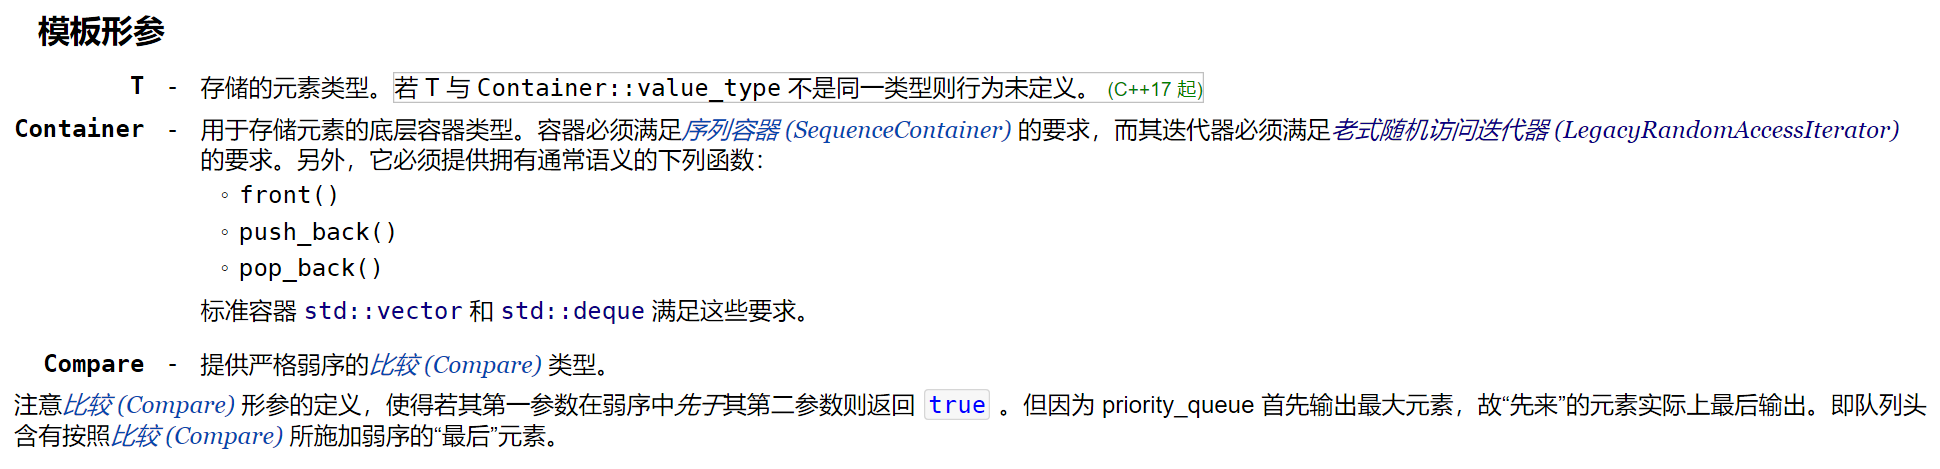 模板形参
T - 存储的元素类型。若 T 与 Container::value_type 不是同一类型则行为未定义。 (C++17 起)
Container - 用于存储元素的底层容器类型。容器必须满足序列容器 (SequenceContainer) 的要求，而其迭代器必须满足老式随机访问迭代器 (LegacyRandomAccessIterator)
的要求。另外，它必须提供拥有通常语义的下列函数：
◦ front()
◦ push_back()
◦ pop_back()
标准容器 std::vector 和 std::deque 满足这些要求。
Compare - 提供严格弱序的比较 (Compare) 类型。
注意比较 (Compare) 形参的定义，使得若其第一参数在弱序中先于其第二参数则返回 true 。但因为 priority_queue 首先输出最大元素，故“先来”的元素实际上最后输出。即队列头
含有按照比较 (Compare) 所施加弱序的“最后”元素。